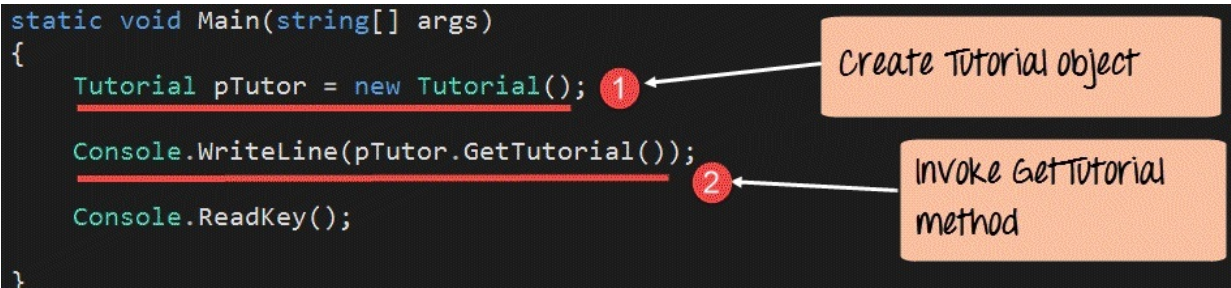 static void Main(string[] args)
{
Tutorial pTutor = new Tutorial(); 1
Create Tutorial object
Console.WriteLine(pTutor.GetTutorial());
2
Invoke GetTutorial
method
Console.ReadKey();
}